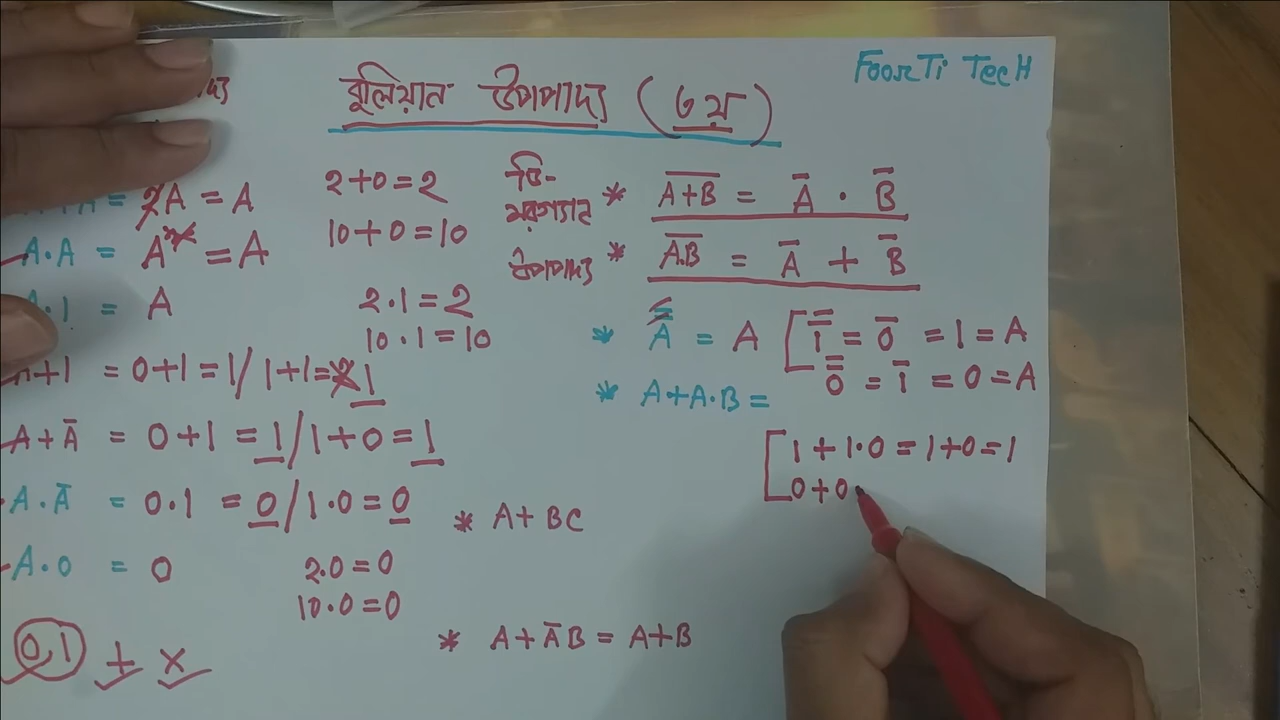 FoorTi TecH
বুলিয়ান উপপাদ্য (৩য়)
A+A = 2A = A
A·A = A = A
A·1 = A
A+1 = 0+1=1/1+1=2 1
A+A̅ = 0+1 = 1/1+0=1
A·A̅ = 0·1 = 0/1·0=0
A·0 = 0
0,1 + ×
2+0=2
10+0=10
2·1=2
10·1=10
2·0=0
10·0=0
ডি-
মরগ্যান
উপপাদ্য
* A̅+̅B̅ = A̅ · B̅
* A̅.̅B̅ = A̅ + B̅
* A̿ = A [ 1̿ = 0̅ = 1 = A
0̿ = 1̅ = 0 = A
* A+A·B =
[ 1+1·0=1+0=1
0+0·
* A+BC
* A+A̅B = A+B